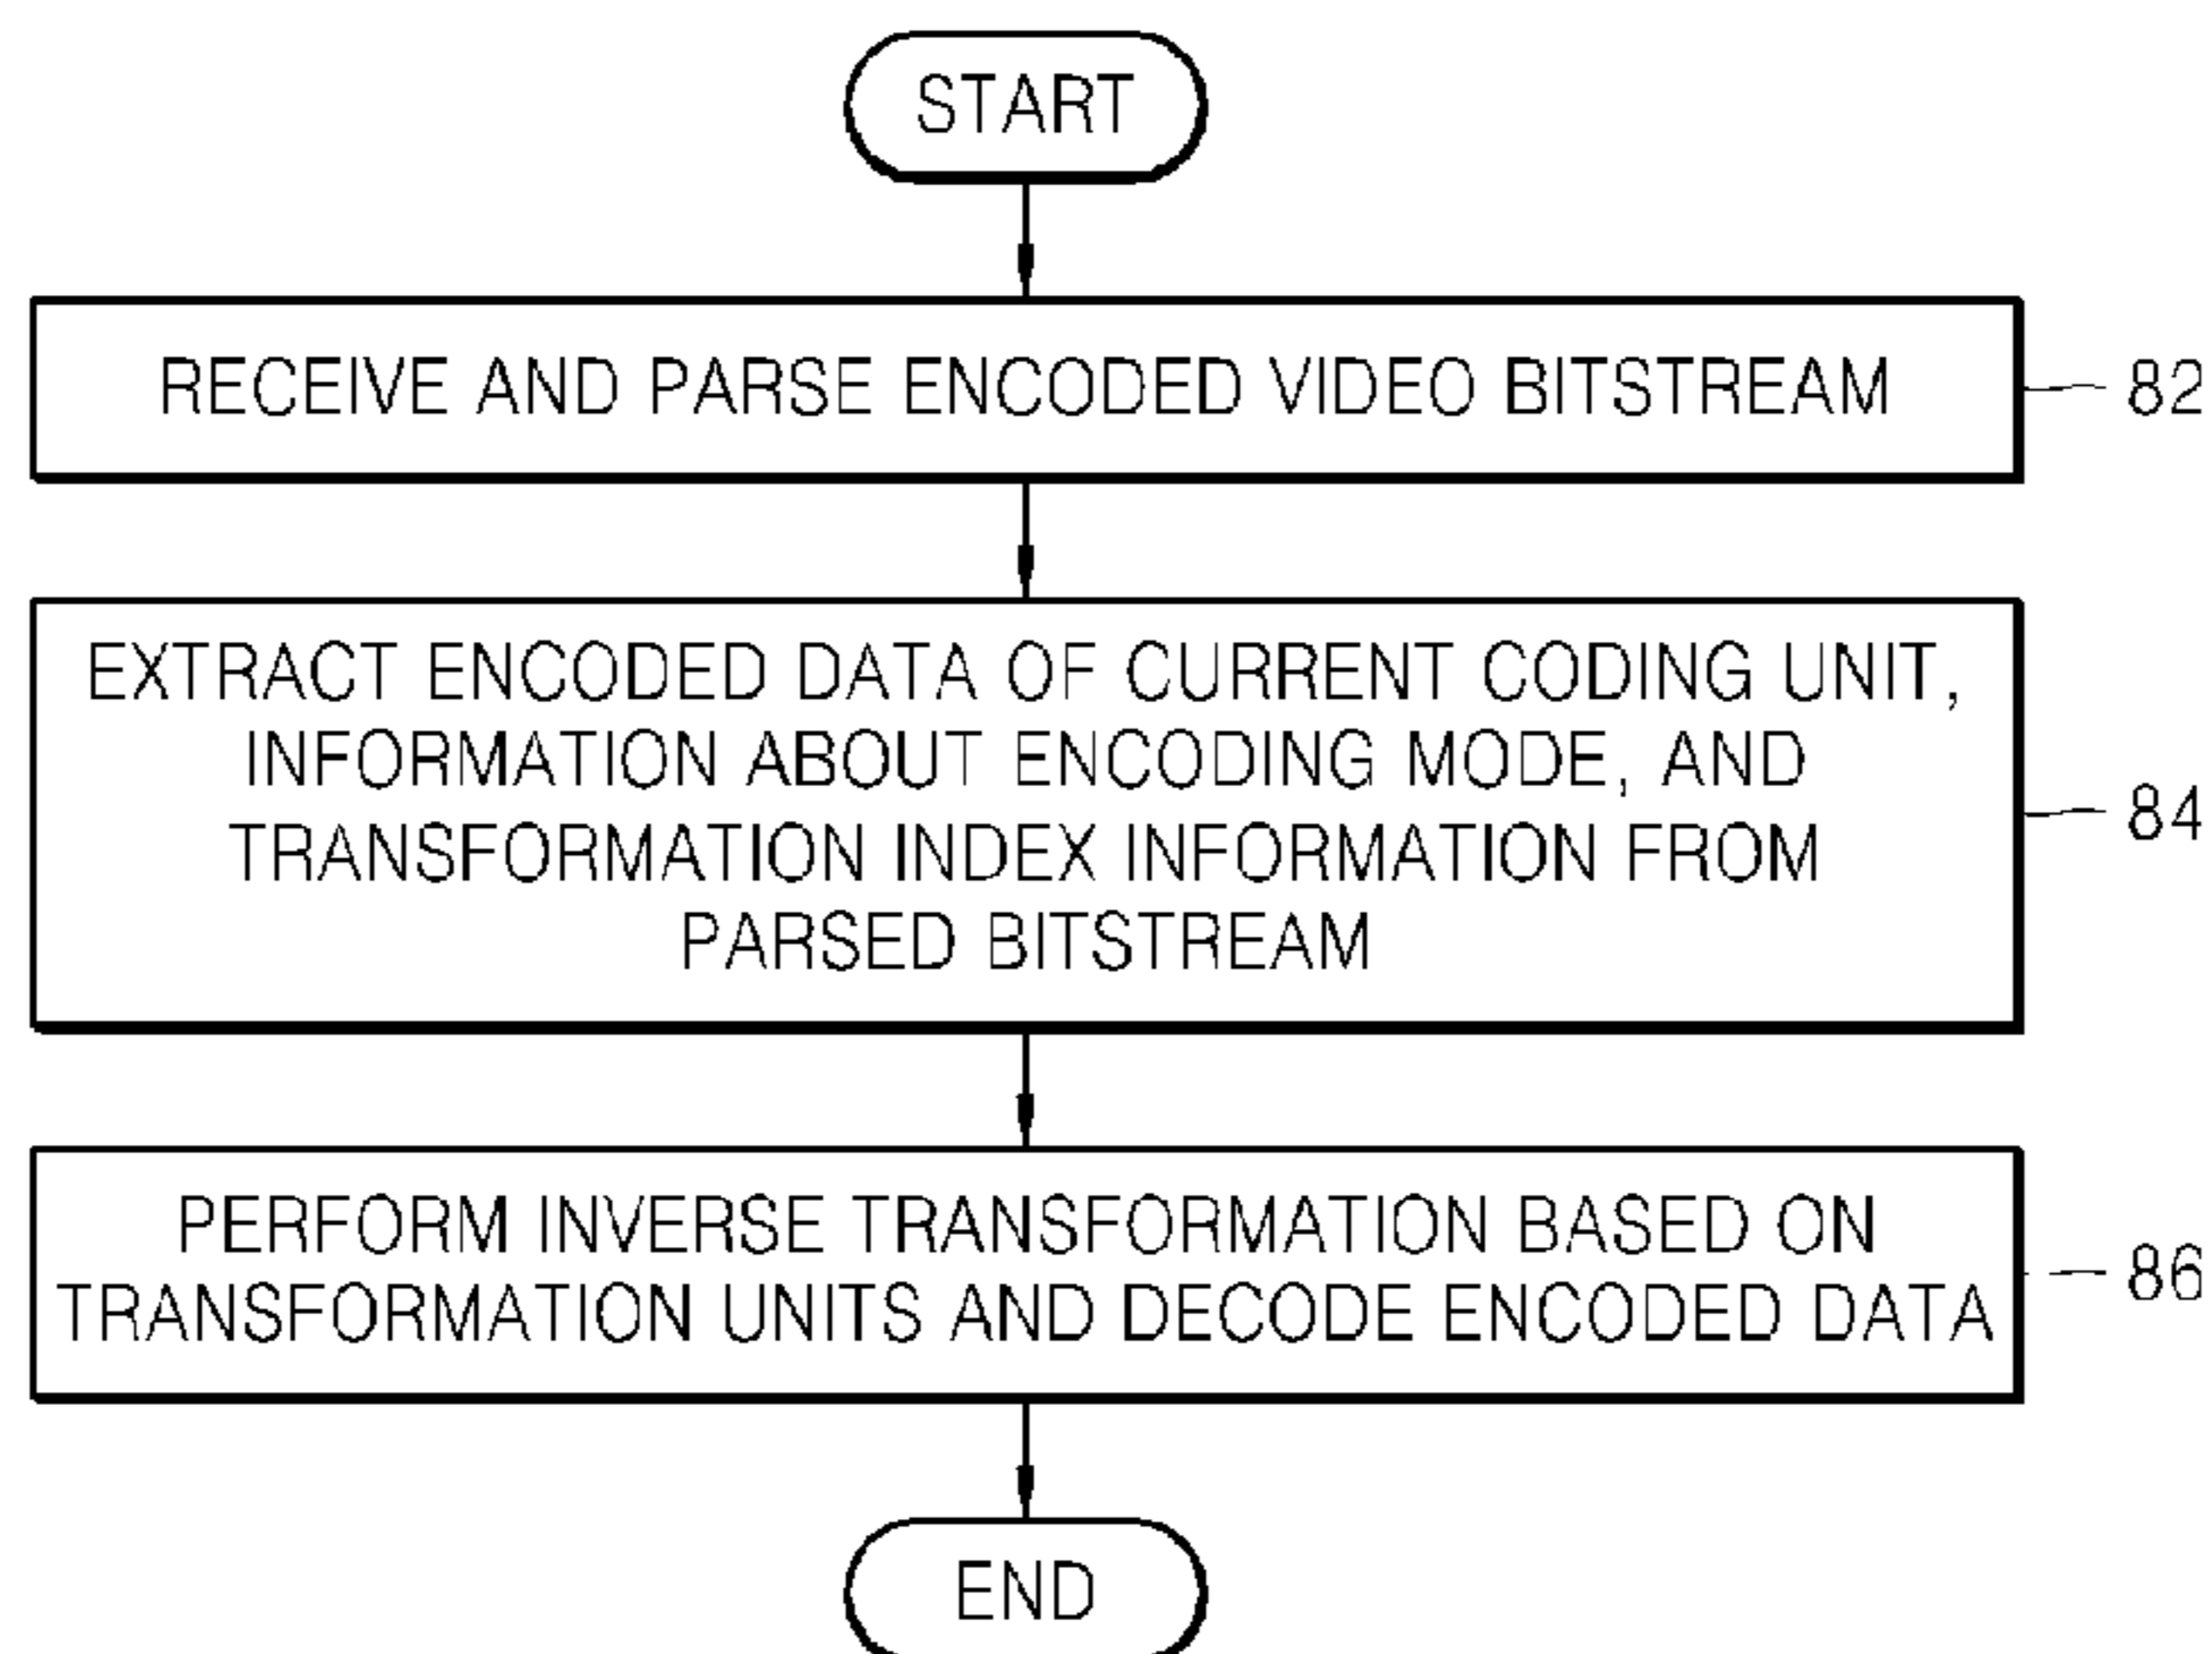 START
RECEIVE AND PARSE ENCODED VIDEO BITSTREAM
82
EXTRACT ENCODED DATA OF CURRENT CODING UNIT,
INFORMATION ABOUT ENCODING MODE, AND
TRANSFORMATION INDEX INFORMATION FROM
PARSED BITSTREAM
84
PERFORM INVERSE TRANSFORMATION BASED ON
TRANSFORMATION UNITS AND DECODE ENCODED DATA
86
END